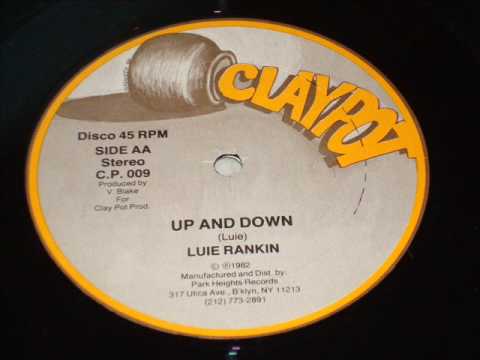 CLAYPOT
Disco 45 RPM
SIDE AA
Stereo
C.P. 009
Produced by
V. Blake
For
Clay Pot Prod.
UP AND DOWN
(Luie)
LUIE RANKIN
© ℗1982
Manufactured and Dist. by:
Park Heights Records
317 Utica Ave., B'klyn, NY 11213
(212) 773-2891